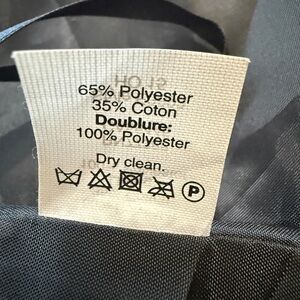 65% Polyester
35% Coton
Doublure:
100% Polyester
Dry clean.
P